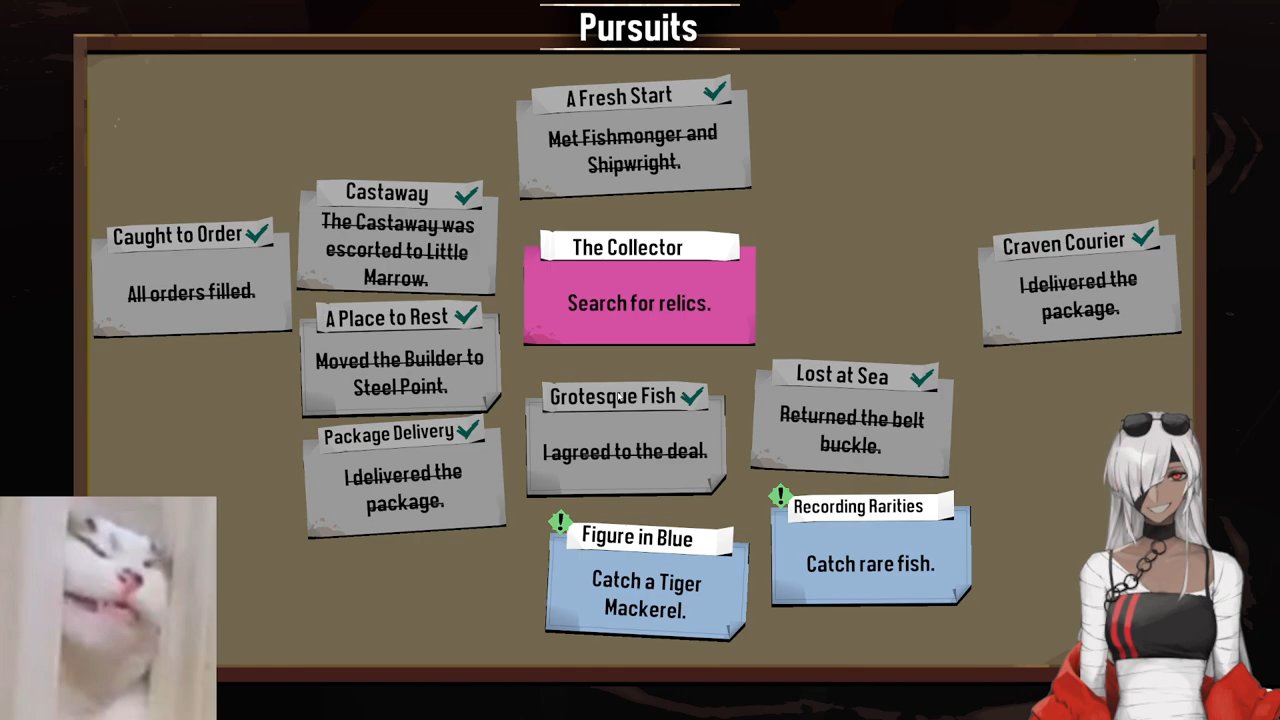 Pursuits
A Fresh Start
Met Fishmonger and
Shipwright.
Castaway
The Castaway was
escorted to Little
Marrow.
Caught to Order
All orders filled.
The Collector
Search for relics.
Craven Courier
I delivered the
package.
A Place to Rest
Moved the Builder to
Steel Point.
Grotesque Fish
I agreed to the deal.
Lost at Sea
Returned the belt
buckle.
Package Delivery
I delivered the
package.
!
Figure in Blue
Catch a Tiger
Mackerel.
!
Recording Rarities
Catch rare fish.